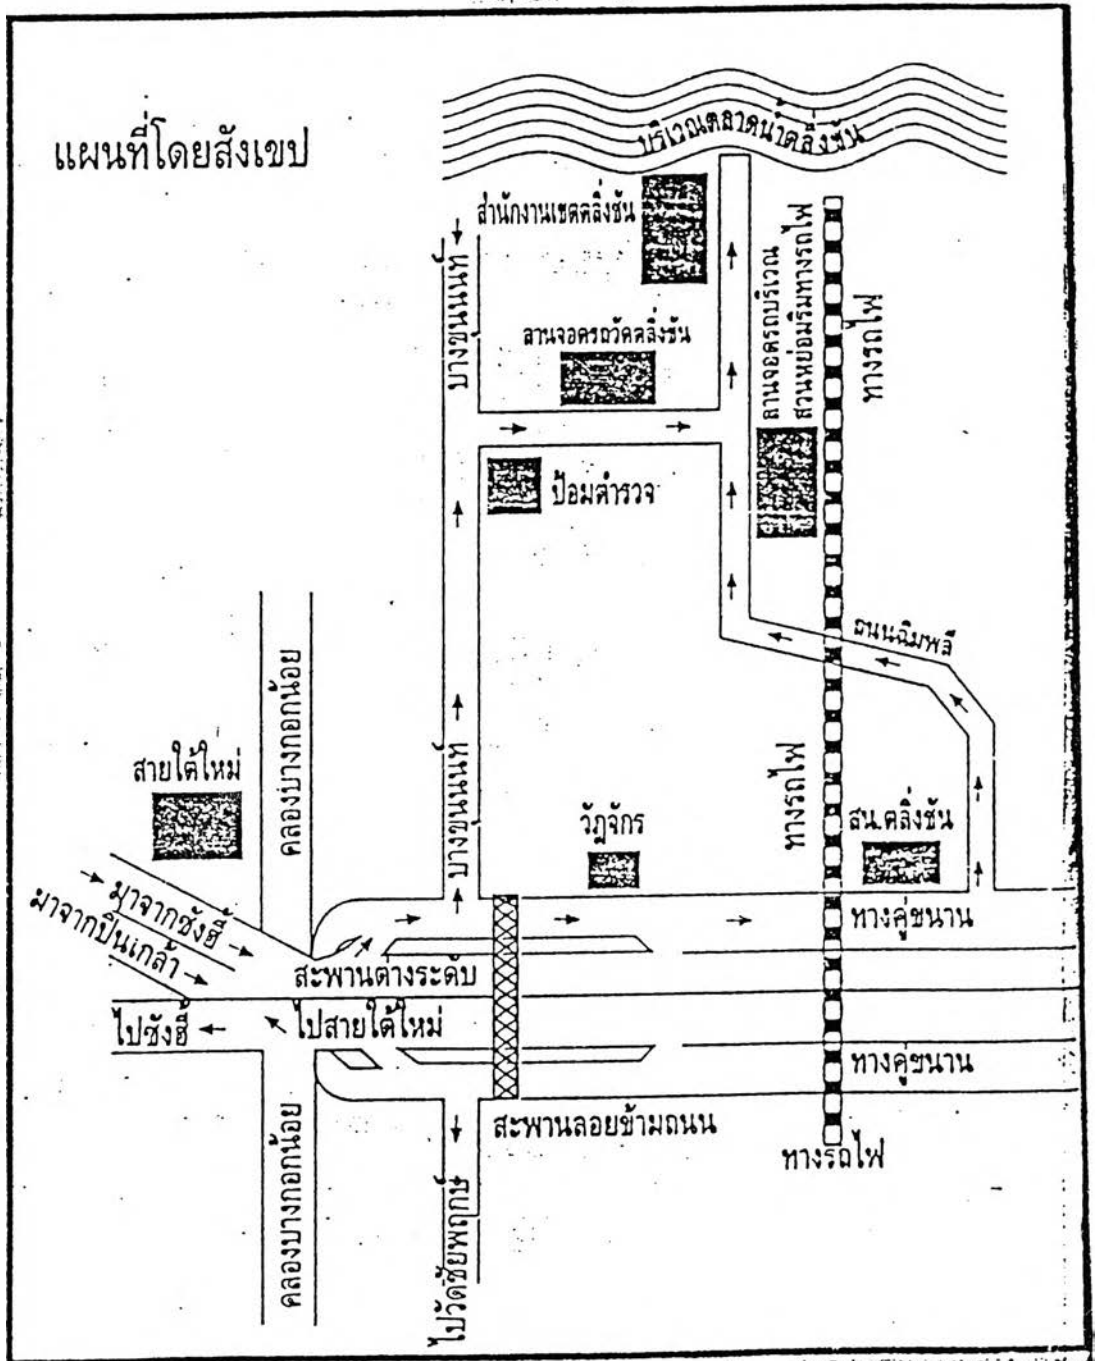 แผนที่โดยสังเขป
บริเวณตลาดน้ำตลิ่งชัน
สำนักงานเขตตลิ่งชัน
บางขุนนนท์
ลานจอดรถวัดตลิ่งชัน
ลานจอดรถบริเวณ
สวนหย่อมริมทางรถไฟ
ทางรถไฟ
ป้อมตำรวจ
ถนนฉิมพลี
คลองบางกอกน้อย
สายใต้ใหม่
บางขุนนนท์
วัฏจักร
ทางรถไฟ
สน.ตลิ่งชัน
มาจากซังฮี้
มาจากปิ่นเกล้า
ทางคู่ขนาน
สะพานต่างระดับ
ไปซังฮี้
ไปสายใต้ใหม่
ทางคู่ขนาน
สะพานลอยข้ามถนน
ทางรถไฟ
คลองบางกอกน้อย
ไปวัดชัยพฤกษ์